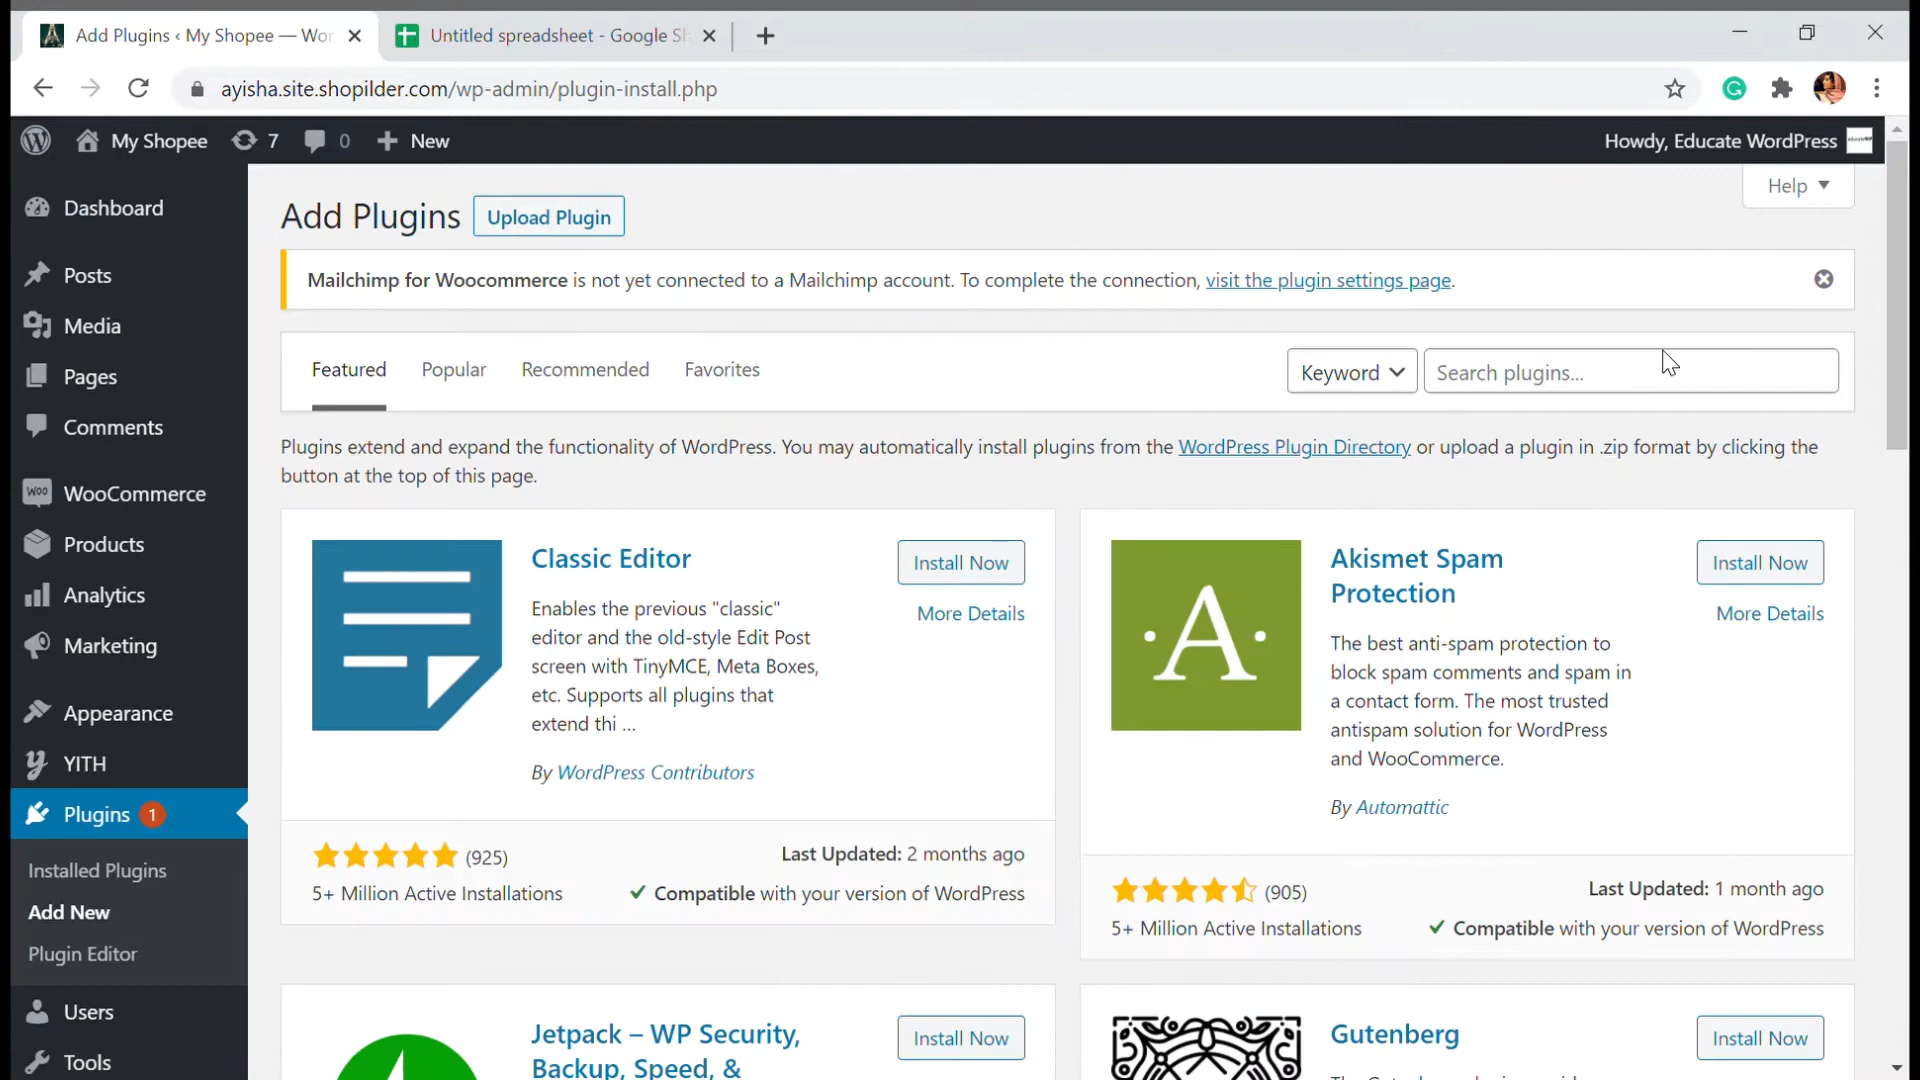 Add Plugins ‹ My Shopee — Wor
Untitled spreadsheet - Google Sh
ayisha.site.shopilder.com/wp-admin/plugin-install.php
My Shopee
7
0
New
Howdy, Educate WordPress
Help
Dashboard
Posts
Media
Pages
Comments
WooCommerce
Products
Analytics
Marketing
Appearance
YITH
Plugins 1
Installed Plugins
Add New
Plugin Editor
Users
Tools
Add Plugins
Upload Plugin
Mailchimp for Woocommerce is not yet connected to a Mailchimp account. To complete the connection, visit the plugin settings page.
Featured
Popular
Recommended
Favorites
Keyword
Search plugins...
Plugins extend and expand the functionality of WordPress. You may automatically install plugins from the WordPress Plugin Directory or upload a plugin in .zip format by clicking the
button at the top of this page.
Classic Editor
Install Now
More Details
Enables the previous "classic"
editor and the old-style Edit Post
screen with TinyMCE, Meta Boxes,
etc. Supports all plugins that
extend thi ...
By WordPress Contributors
(925)
Last Updated: 2 months ago
5+ Million Active Installations
Compatible with your version of WordPress
Akismet Spam
Protection
Install Now
More Details
The best anti-spam protection to
block spam comments and spam in
a contact form. The most trusted
antispam solution for WordPress
and WooCommerce.
By Automattic
(905)
Last Updated: 1 month ago
5+ Million Active Installations
Compatible with your version of WordPress
Jetpack – WP Security,
Backup, Speed, &
Install Now
Gutenberg
Install Now